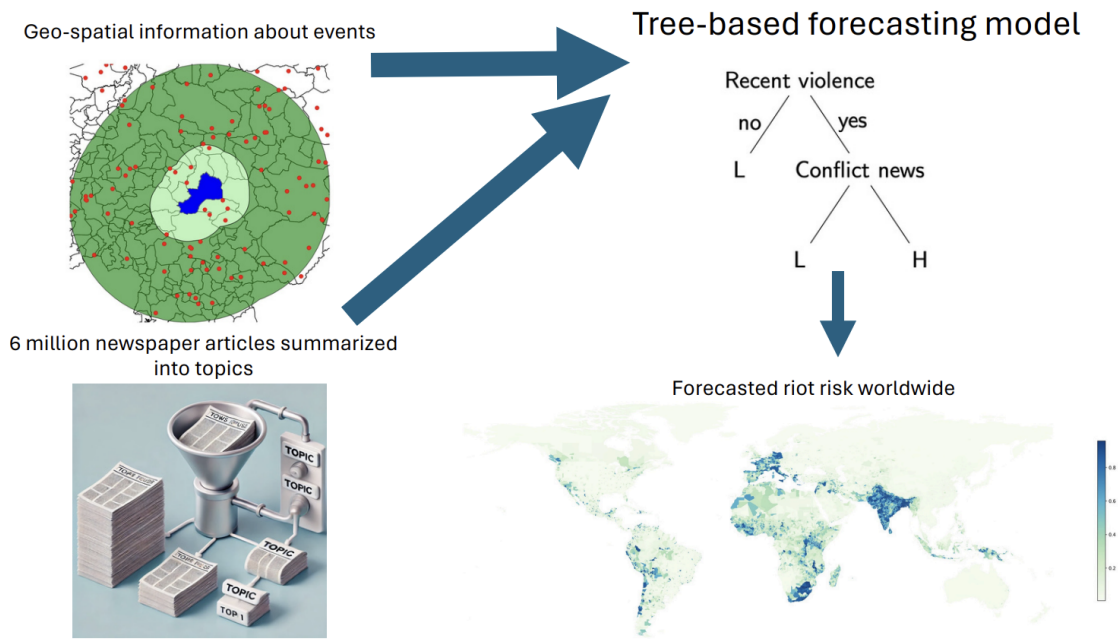 Geo-spatial information about events
Tree-based forecasting model
Recent violence
no
yes
L
Conflict news
L
H
6 million newspaper articles summarized
into topics
TOPIC
TOPIC
TOPIC
TOPIC
TOP 1
Forecasted riot risk worldwide
0.8
0.6
0.4
0.2